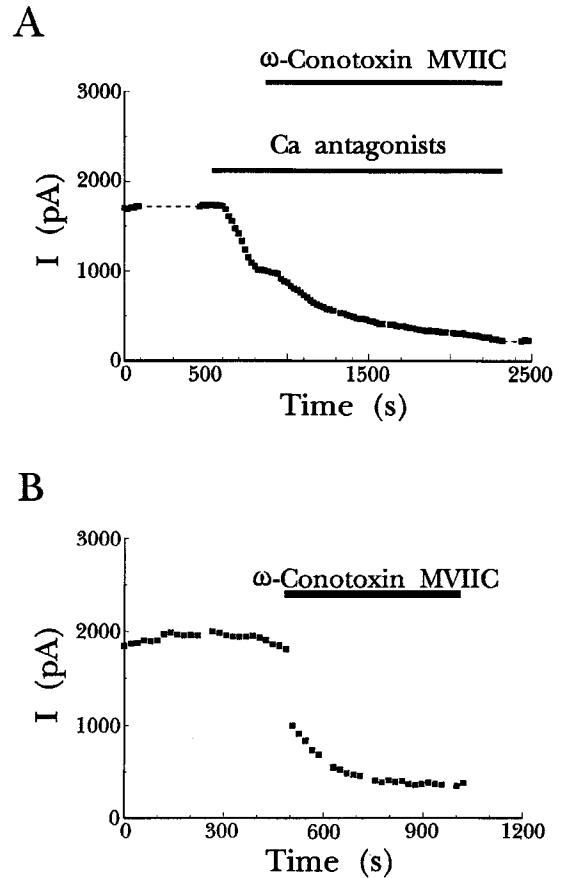 A
ω-Conotoxin MVIIC
3000
Ca antagonists
2000
1000
0
I (pA)
0 500 1500 2500
Time (s)
B
3000
ω-Conotoxin MVIIC
2000
1000
0
I (pA)
0 300 600 900 1200
Time (s)